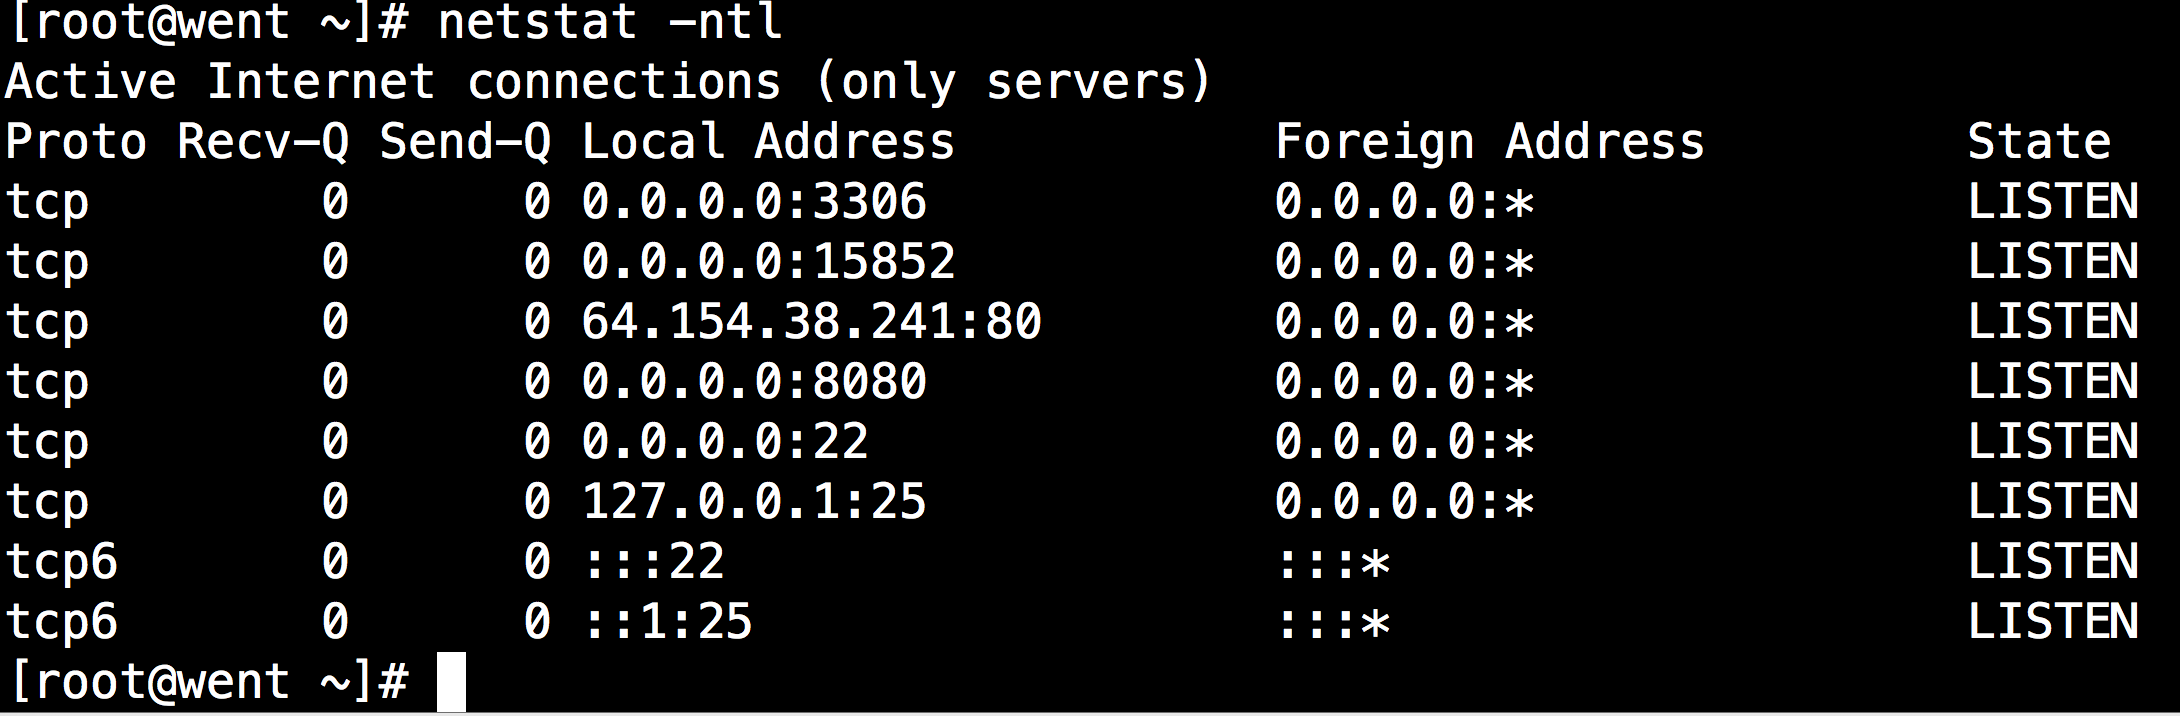 [root@went ~]# netstat -ntl
Active Internet connections (only servers)
Proto Recv-Q Send-Q Local Address           Foreign Address         State
tcp        0      0 0.0.0.0:3306            0.0.0.0:*               LISTEN
tcp        0      0 0.0.0.0:15852           0.0.0.0:*               LISTEN
tcp        0      0 64.154.38.241:80        0.0.0.0:*               LISTEN
tcp        0      0 0.0.0.0:8080            0.0.0.0:*               LISTEN
tcp        0      0 0.0.0.0:22              0.0.0.0:*               LISTEN
tcp        0      0 127.0.0.1:25            0.0.0.0:*               LISTEN
tcp6       0      0 :::22                   :::*                    LISTEN
tcp6       0      0 ::1:25                  :::*                    LISTEN
[root@went ~]#